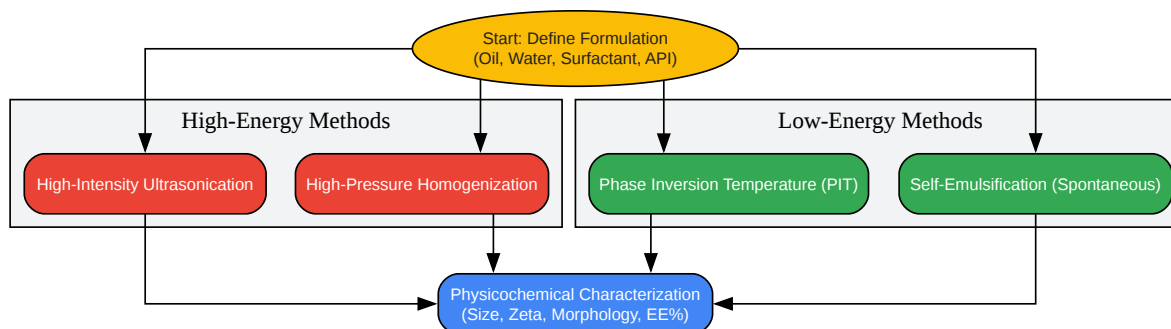 Start: Define Formulation
(Oil, Water, Surfactant, API)
High-Energy Methods
Low-Energy Methods
High-Intensity Ultrasonication
High-Pressure Homogenization
Phase Inversion Temperature (PIT)
Self-Emulsification (Spontaneous)
Physicochemical Characterization
(Size, Zeta, Morphology, EE%)